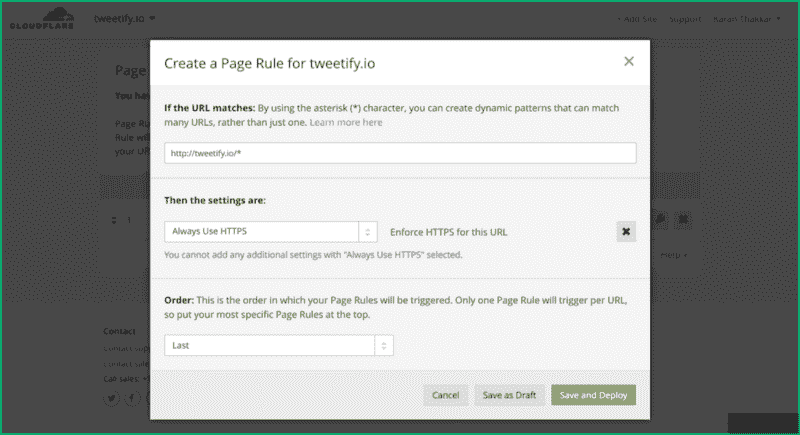 CLOUDFLARE
tweetify.io
+ Add Site Support Karan Thakkar
Create a Page Rule for tweetify.io
Page
You hav
Page Ru
Rule will
your UR
If the URL matches: By using the asterisk (*) character, you can create dynamic patterns that can match
many URLs, rather than just one. Learn more here
http://tweetify.io/*
Then the settings are:
1
Always Use HTTPS
Enforce HTTPS for this URL
You cannot add any additional settings with "Always Use HTTPS" selected.
Help
Order: This is the order in which your Page Rules will be triggered. Only one Page Rule will trigger per URL,
so put your most specific Page Rules at the top.
Last
Contact
Contact supp
Contact sale
Call sales: +
Cancel
Save as Draft
Save and Deploy